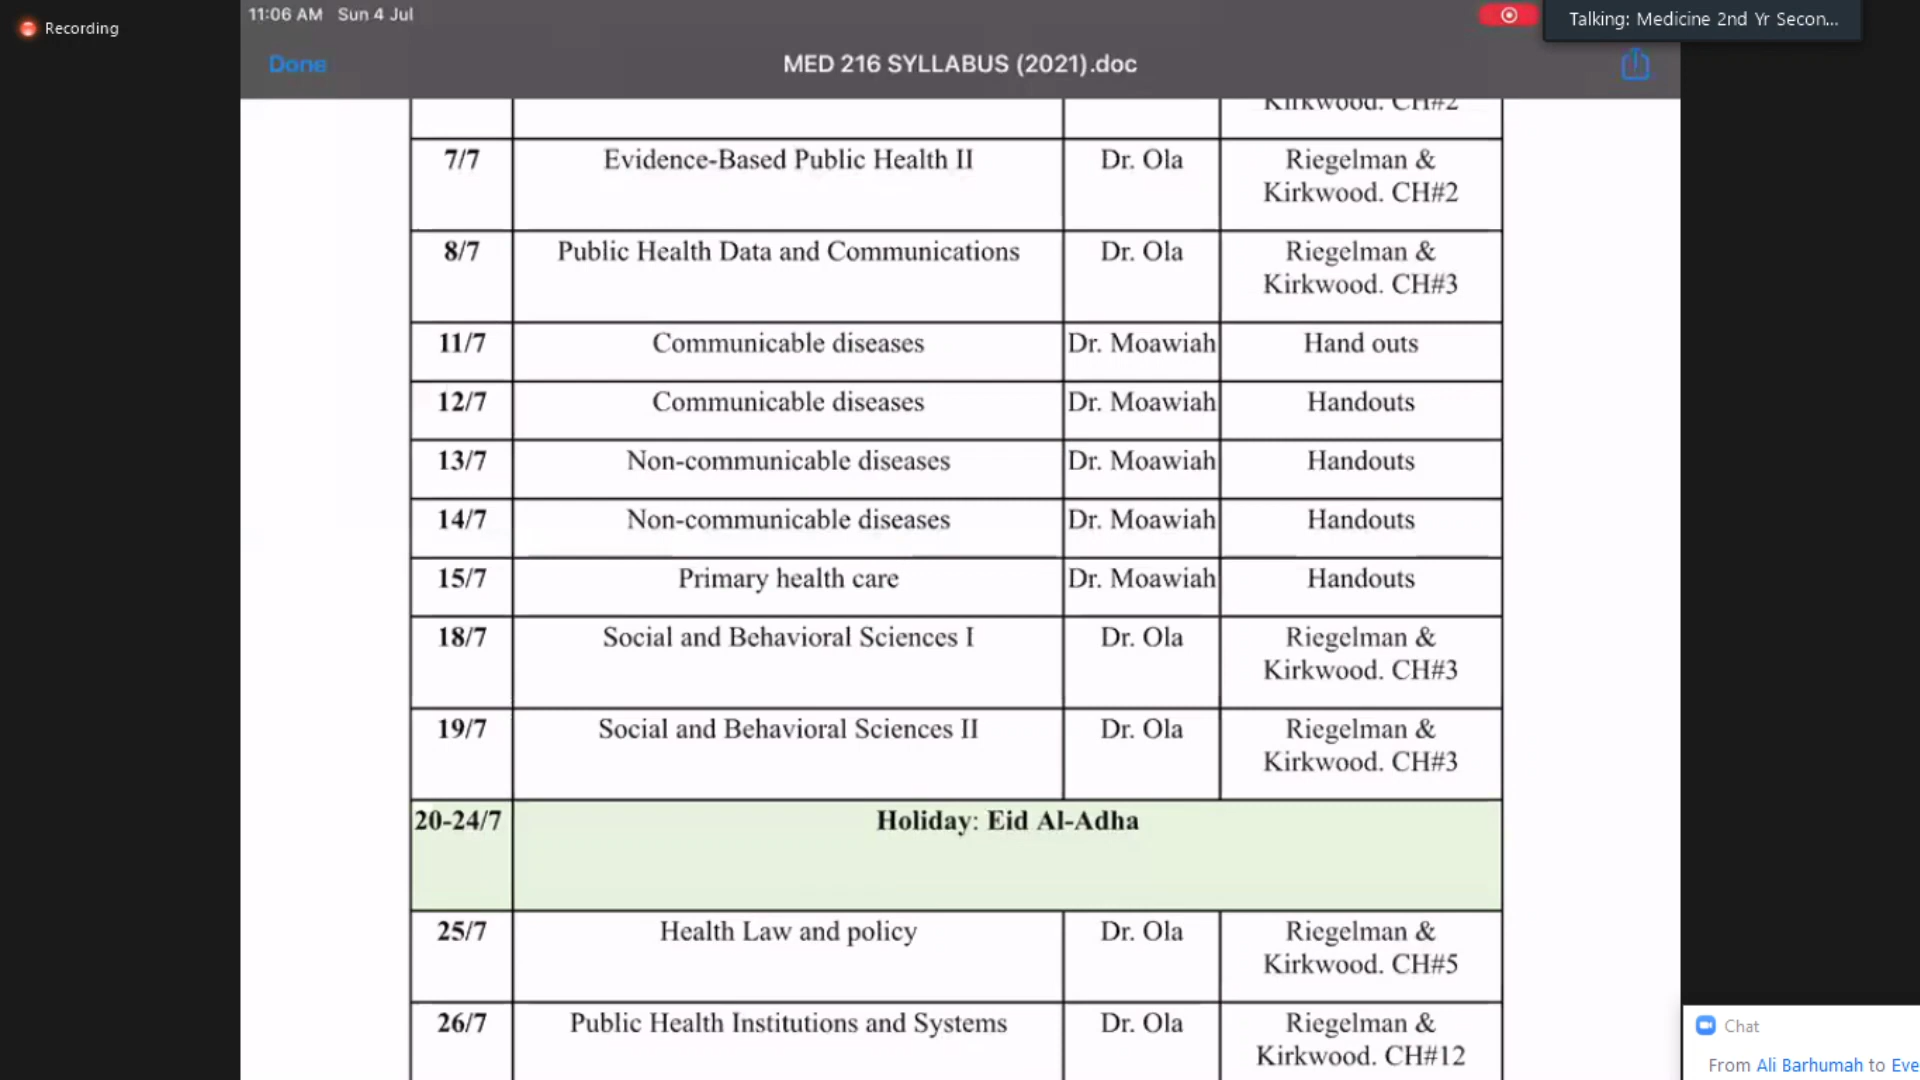 Recording
11:06 AM Sun 4 Jul
Talking: Medicine 2nd Yr Secon...
Done
MED 216 SYLLABUS (2021).doc
Kirkwood. CH#2
7/7 Evidence-Based Public Health II Dr. Ola Riegelman &
Kirkwood. CH#2
8/7 Public Health Data and Communications Dr. Ola Riegelman &
Kirkwood. CH#3
11/7 Communicable diseases Dr. Moawiah Hand outs
12/7 Communicable diseases Dr. Moawiah Handouts
13/7 Non-communicable diseases Dr. Moawiah Handouts
14/7 Non-communicable diseases Dr. Moawiah Handouts
15/7 Primary health care Dr. Moawiah Handouts
18/7 Social and Behavioral Sciences I Dr. Ola Riegelman &
Kirkwood. CH#3
19/7 Social and Behavioral Sciences II Dr. Ola Riegelman &
Kirkwood. CH#3
20-24/7 Holiday: Eid Al-Adha
25/7 Health Law and policy Dr. Ola Riegelman &
Kirkwood. CH#5
26/7 Public Health Institutions and Systems Dr. Ola Riegelman &
Kirkwood. CH#12
Chat
From Ali Barhumah to Eve